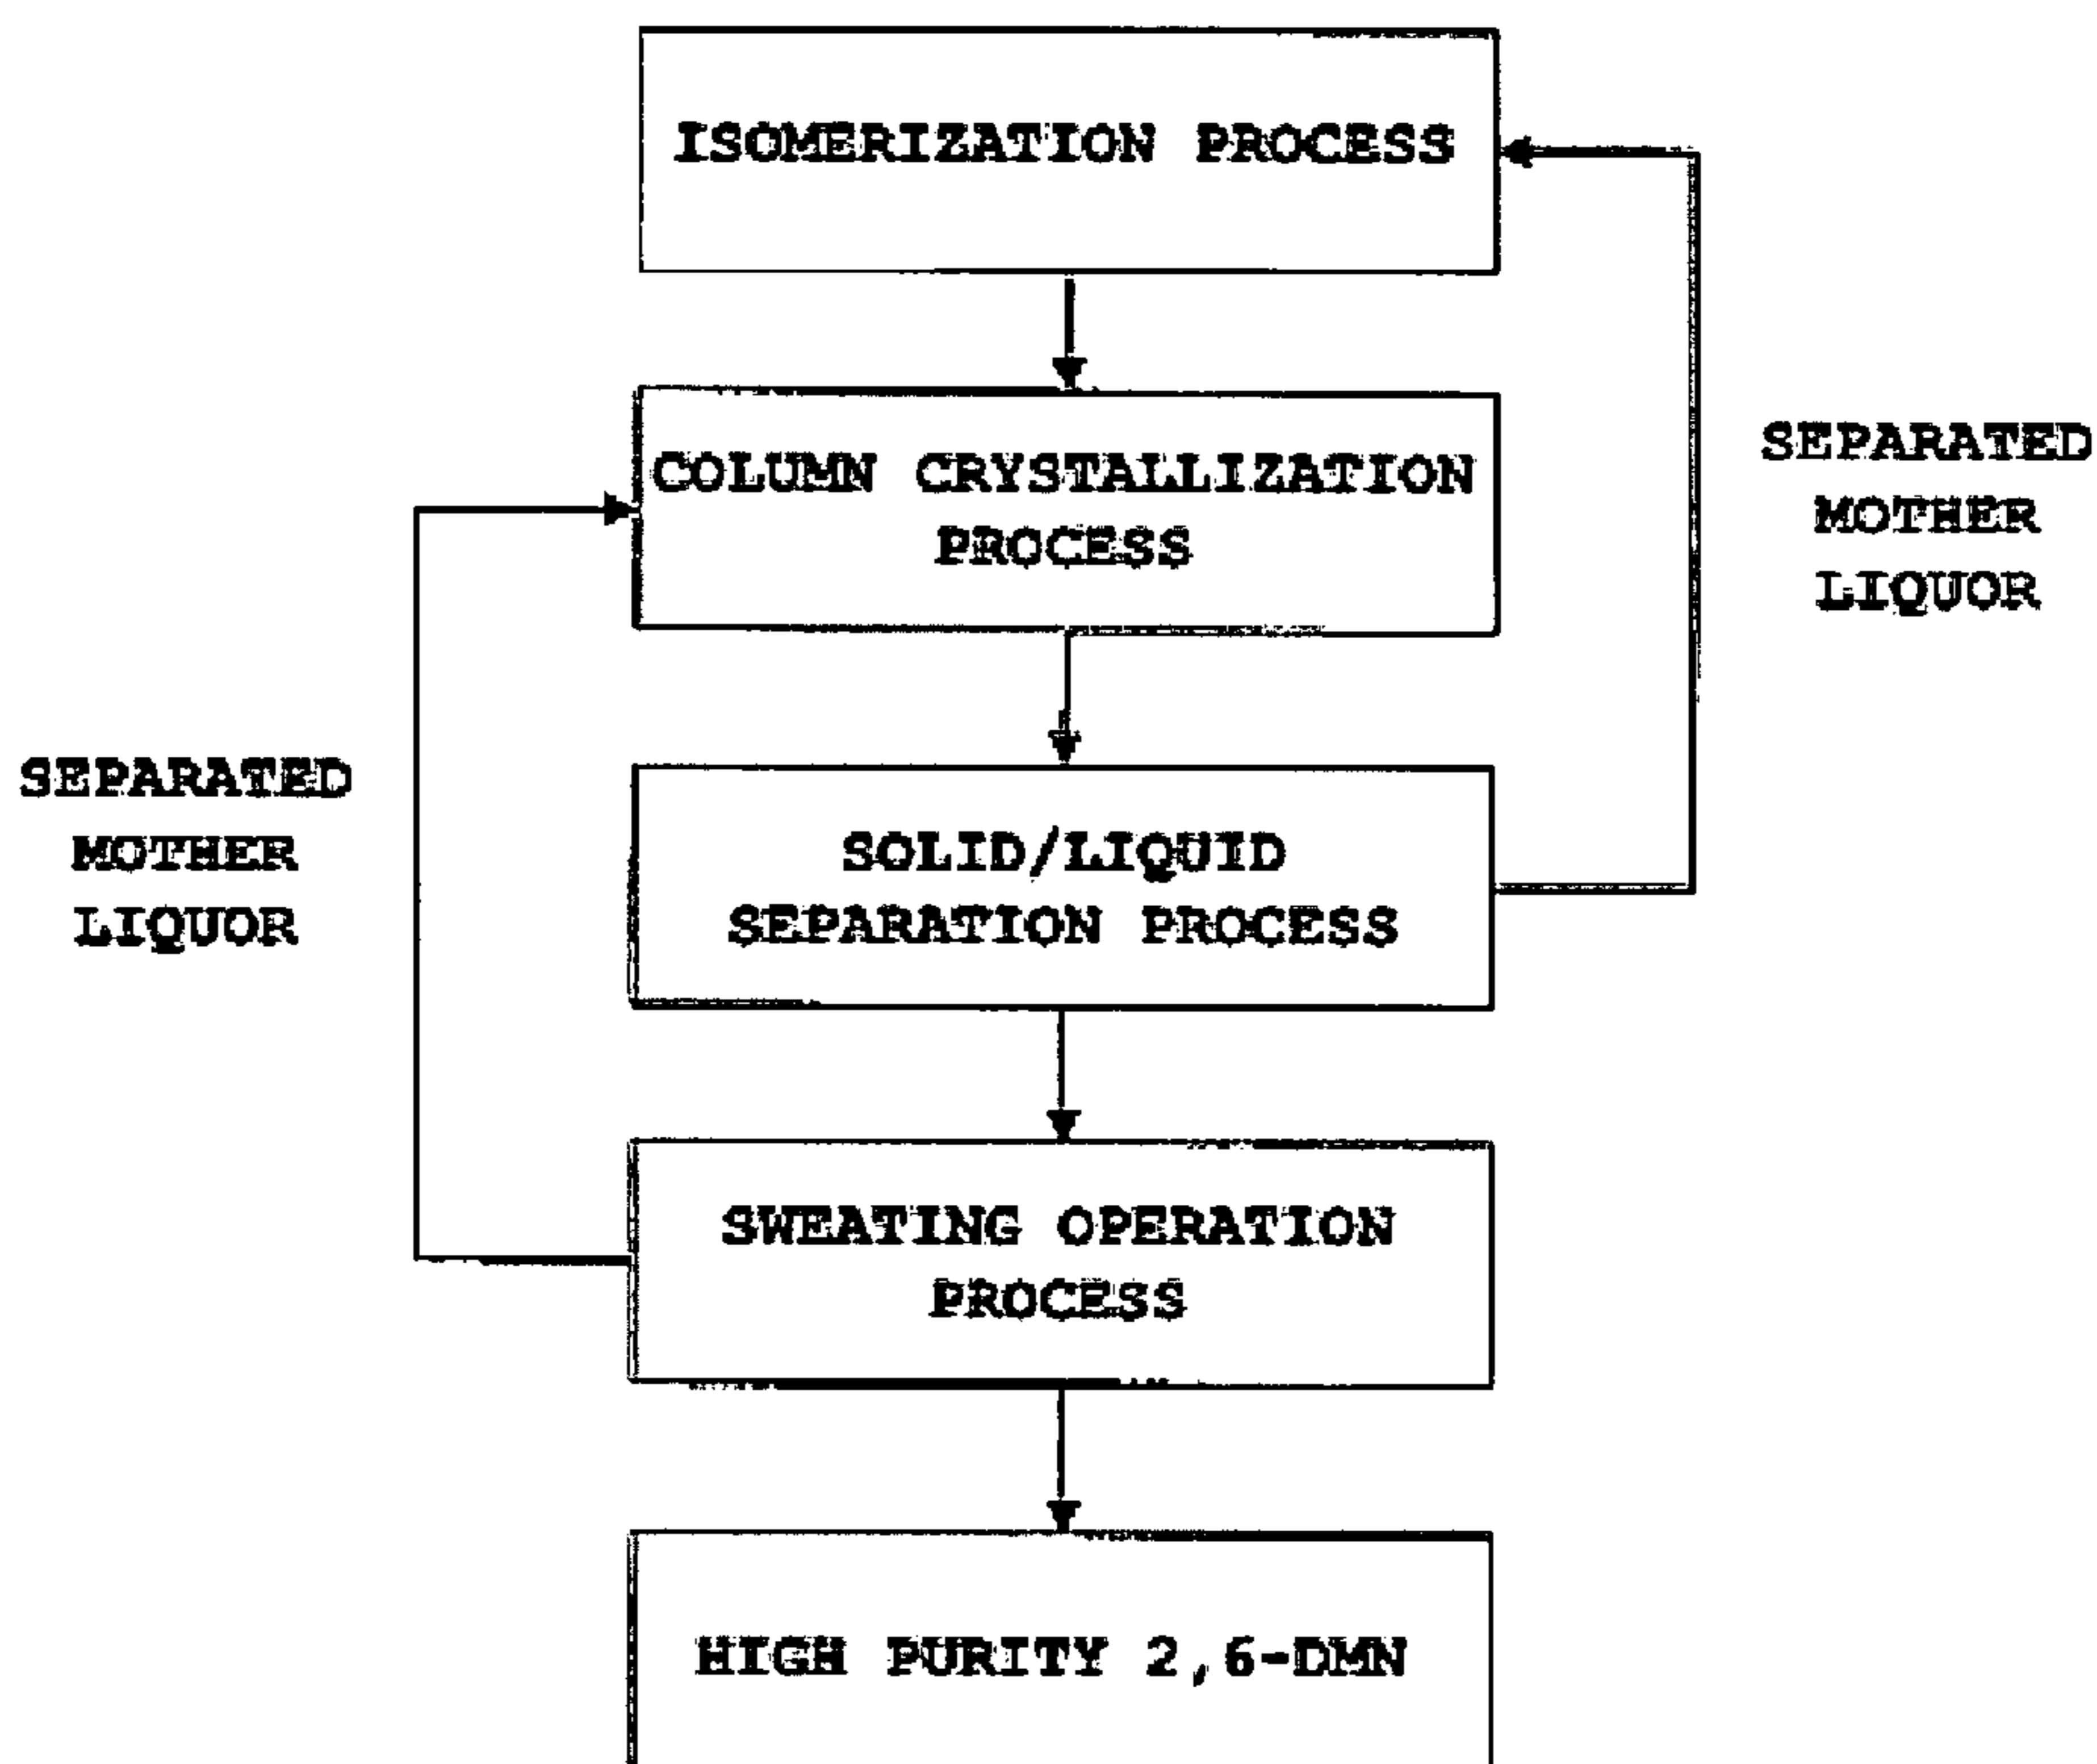 ISOMERIZATION PROCESS
COLUMN CRYSTALLIZATION
PROCESS
SEPARATED
MOTHER
LIQUOR
SEPARATED
MOTHER
LIQUOR
SOLID/LIQUID
SEPARATION PROCESS
SWEATING OPERATION
PROCESS
HIGH PURITY 2,6-DMN